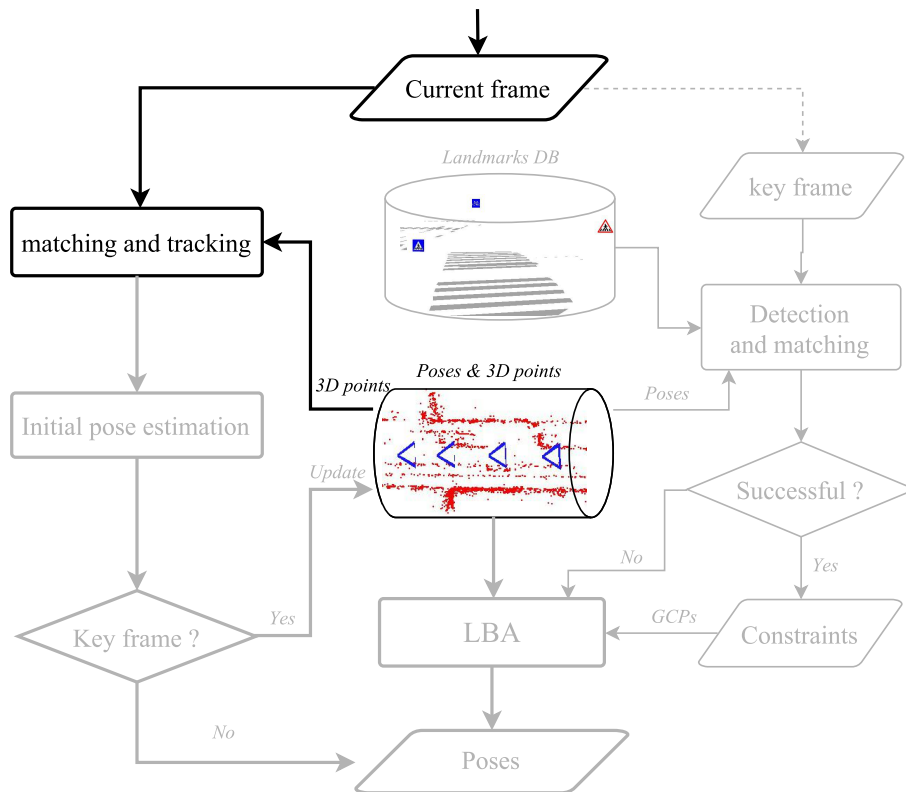 Current frame
Landmarks DB
key frame
matching and tracking
Detection
and matching
Poses & 3D points
3D points
Poses
Initial pose estimation
Update
Successful ?
No
Yes
Key frame ?
Yes
LBA
GCPs
Constraints
No
Poses